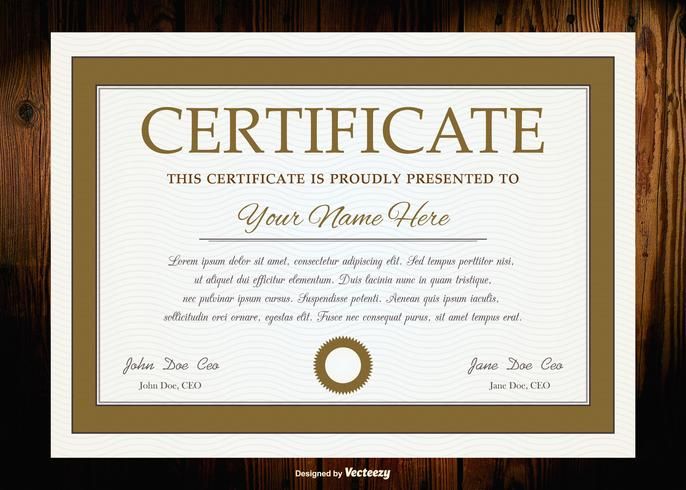 CERTIFICATE
THIS CERTIFICATE IS PROUDLY PRESENTED TO
Your Name Here
Lorem ipsum dolor sit amet, consectetur adipiscing elit. Sed tempus porttitor nisi,
ut aliquet dui efficitur elementum. Duis lacinia nunc in quam tristique,
nec pulvinar ipsum cursus. Suspendisse potenti. Aenean quis ipsum iaculis,
sollicitudin orci ornare, egestas elit. Fusce nec consequat purus, sit amet tempus erat.
John Doe Ceo
Jane Doe Ceo
John Doe, CEO
Jane Doe, CEO
Designed by Vecteezy